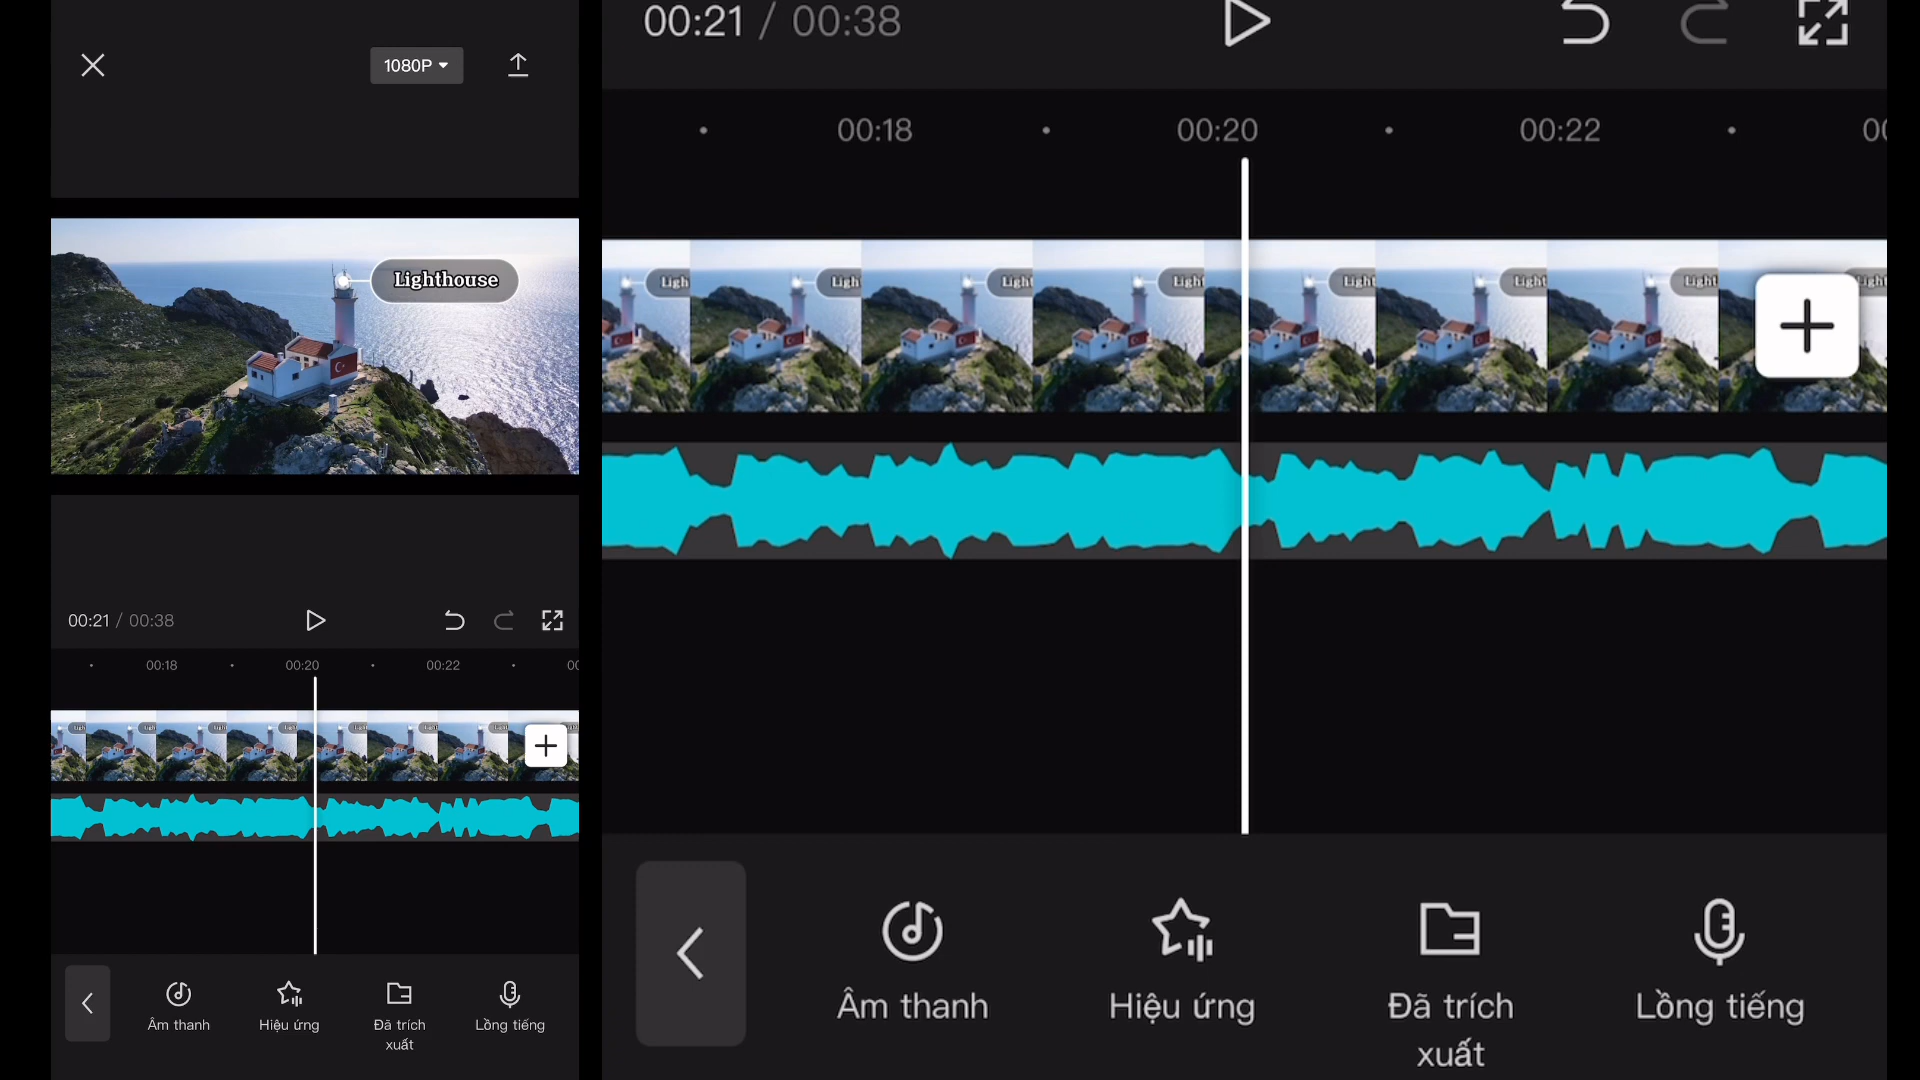 1080P
Lighthouse
00:21 / 00:38
00:18 00:20 00:22
Âm thanh
Hiệu ứng
Đã trích
xuất
Lồng tiếng
00:21 / 00:38
00:18 00:20 00:22
Âm thanh
Hiệu ứng
Đã trích
xuất
Lồng tiếng